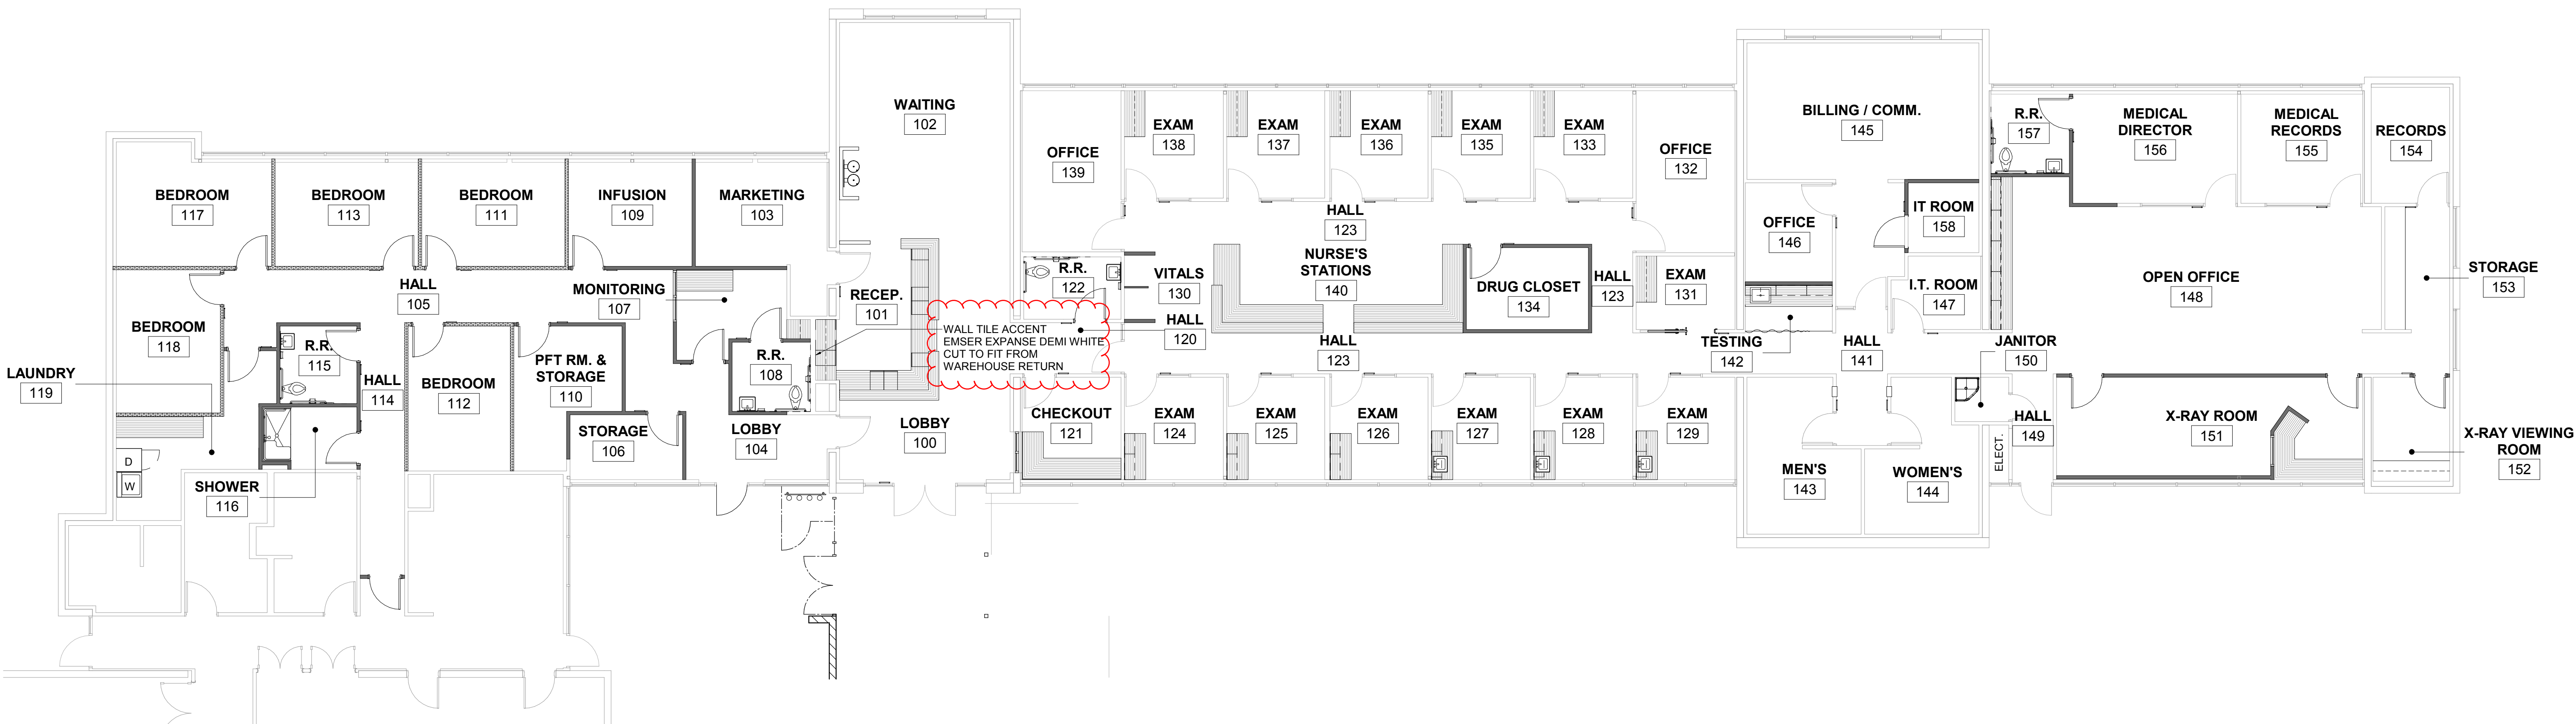 WAITING
102
BILLING / COMM.
145
R.R.
157
MEDICAL
DIRECTOR
156
MEDICAL
RECORDS
155
RECORDS
154
OFFICE
139
EXAM
138
EXAM
137
EXAM
136
EXAM
135
EXAM
133
OFFICE
132
BEDROOM
117
BEDROOM
113
BEDROOM
111
INFUSION
109
MARKETING
103
HALL
123
OFFICE
146
IT ROOM
158
HALL
105
MONITORING
107
RECEP.
101
R.R.
122
VITALS
130
NURSE'S
STATIONS
140
DRUG CLOSET
134
HALL
123
EXAM
131
I.T. ROOM
147
OPEN OFFICE
148
STORAGE
153
BEDROOM
118
R.R.
115
LAUNDRY
119
HALL
114
BEDROOM
112
PFT RM. &
STORAGE
110
R.R.
108
WALL TILE ACCENT
EMSER EXPANSE DEMI WHITE
CUT TO FIT FROM
WAREHOUSE RETURN
HALL
120
HALL
123
TESTING
142
HALL
141
JANITOR
150
STORAGE
106
LOBBY
104
LOBBY
100
CHECKOUT
121
EXAM
124
EXAM
125
EXAM
126
EXAM
127
EXAM
128
EXAM
129
HALL
149
X-RAY ROOM
151
X-RAY VIEWING
ROOM
152
D
W
SHOWER
116
MEN'S
143
WOMEN'S
144
ELECT.